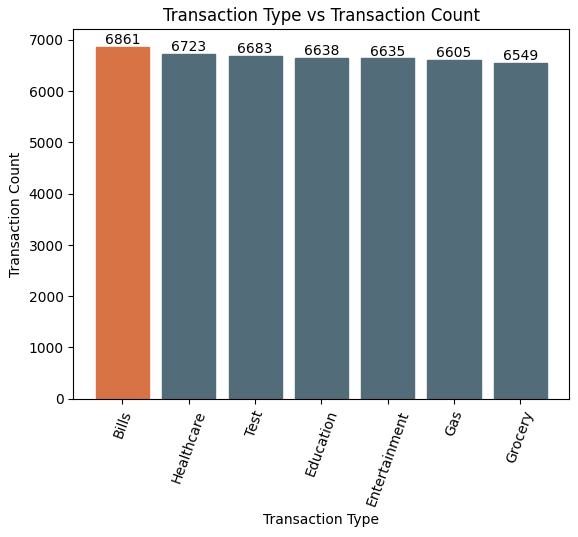 Transaction Type vs Transaction Count
Transaction Count
7000
6000
5000
4000
3000
2000
1000
0
6861
6723
6683
6638
6635
6605
6549
Bills
Healthcare
Test
Education
Entertainment
Gas
Grocery
Transaction Type